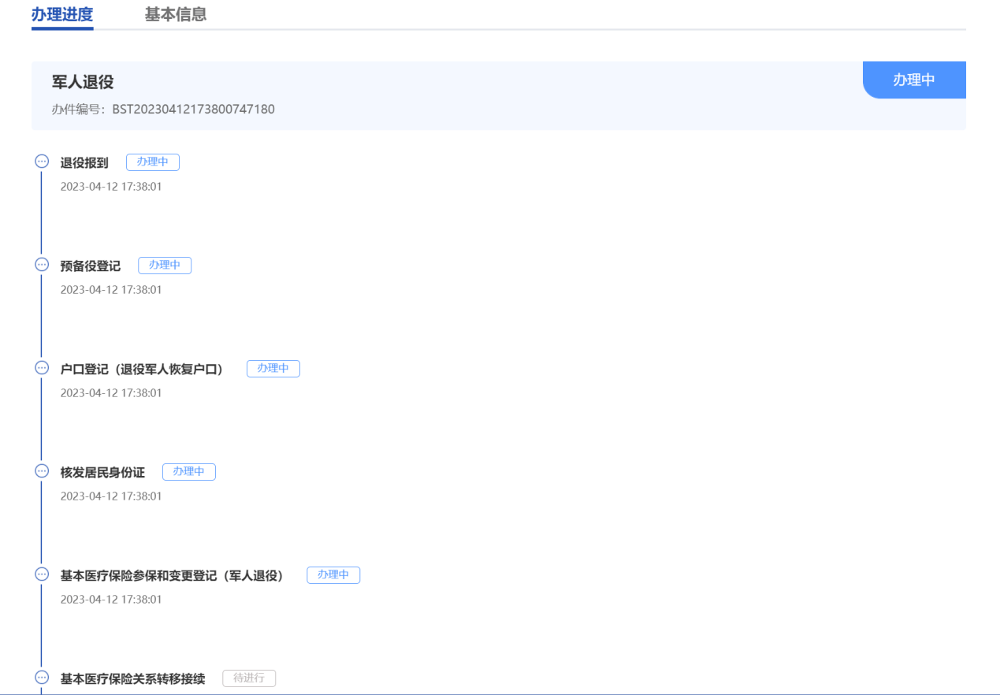 办理进度 基本信息
军人退役 办理中
办件编号：BST20230412173800747180
退役报到 办理中
2023-04-12 17:38:01
预备役登记 办理中
2023-04-12 17:38:01
户口登记（退役军人恢复户口） 办理中
2023-04-12 17:38:01
核发居民身份证 办理中
2023-04-12 17:38:01
基本医疗保险参保和变更登记（军人退役） 办理中
2023-04-12 17:38:01
基本医疗保险关系转移接续 待进行